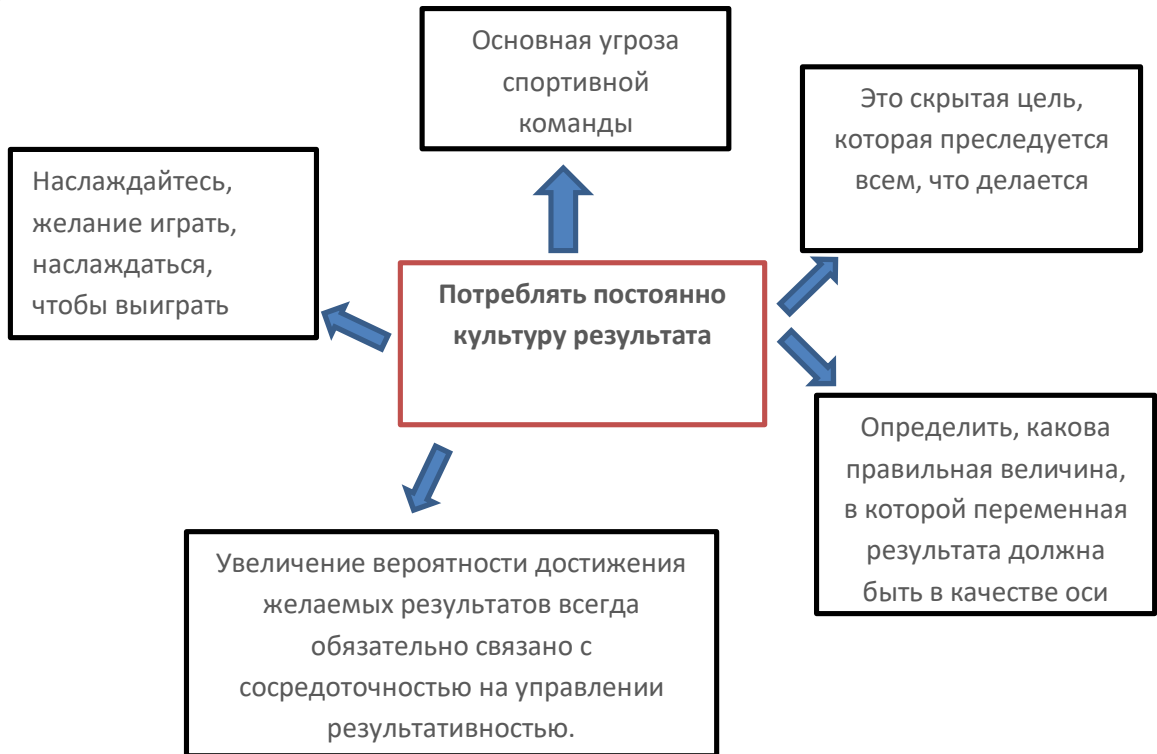 Основная угроза
спортивной
команды
Это скрытая цель,
которая преследуется
всем, что делается
Наслаждайтесь,
желание играть,
наслаждаться,
чтобы выиграть
Потреблять постоянно
культуру результата
Определить, какова
правильная величина,
в которой переменная
результата должна
быть в качестве оси
Увеличение вероятности достижения
желаемых результатов всегда
обязательно связано с
сосредоточностью на управлении
результативностью.